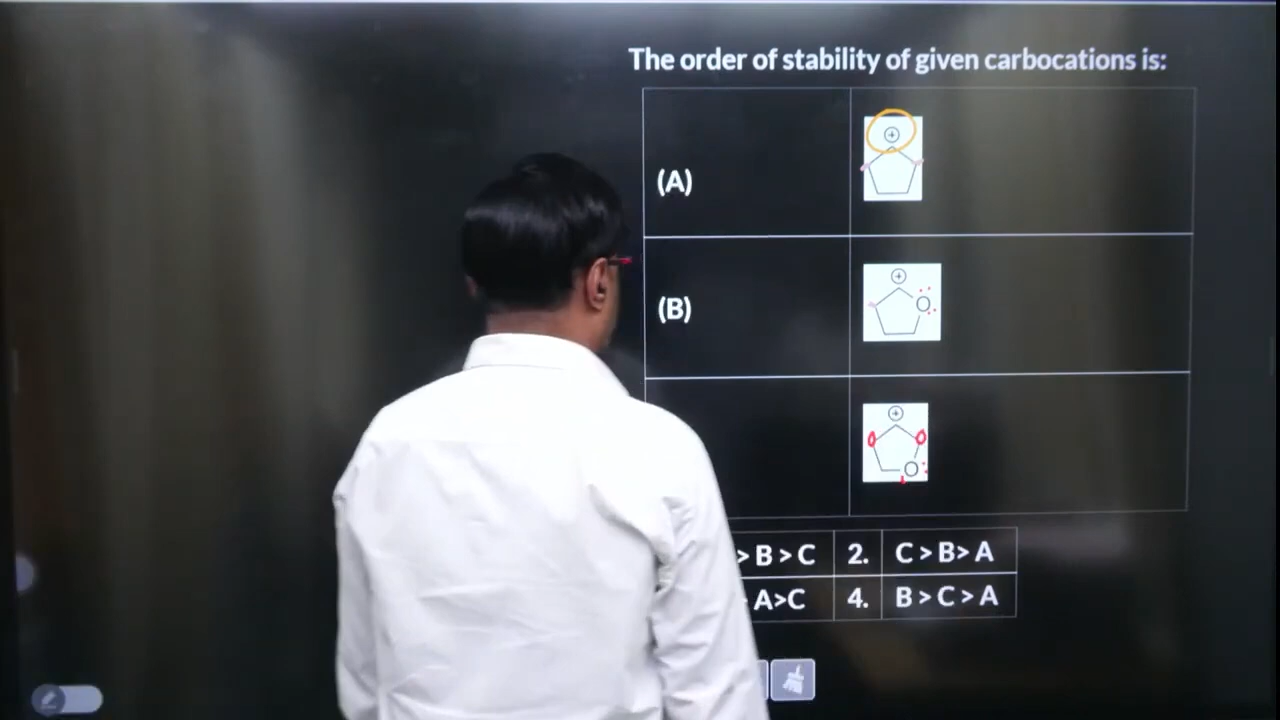 The order of stability of given carbocations is:
(A)
⊕
(B)
⊕
O
⊕
O
> B > C 2. C > B> A
A>C 4. B > C > A